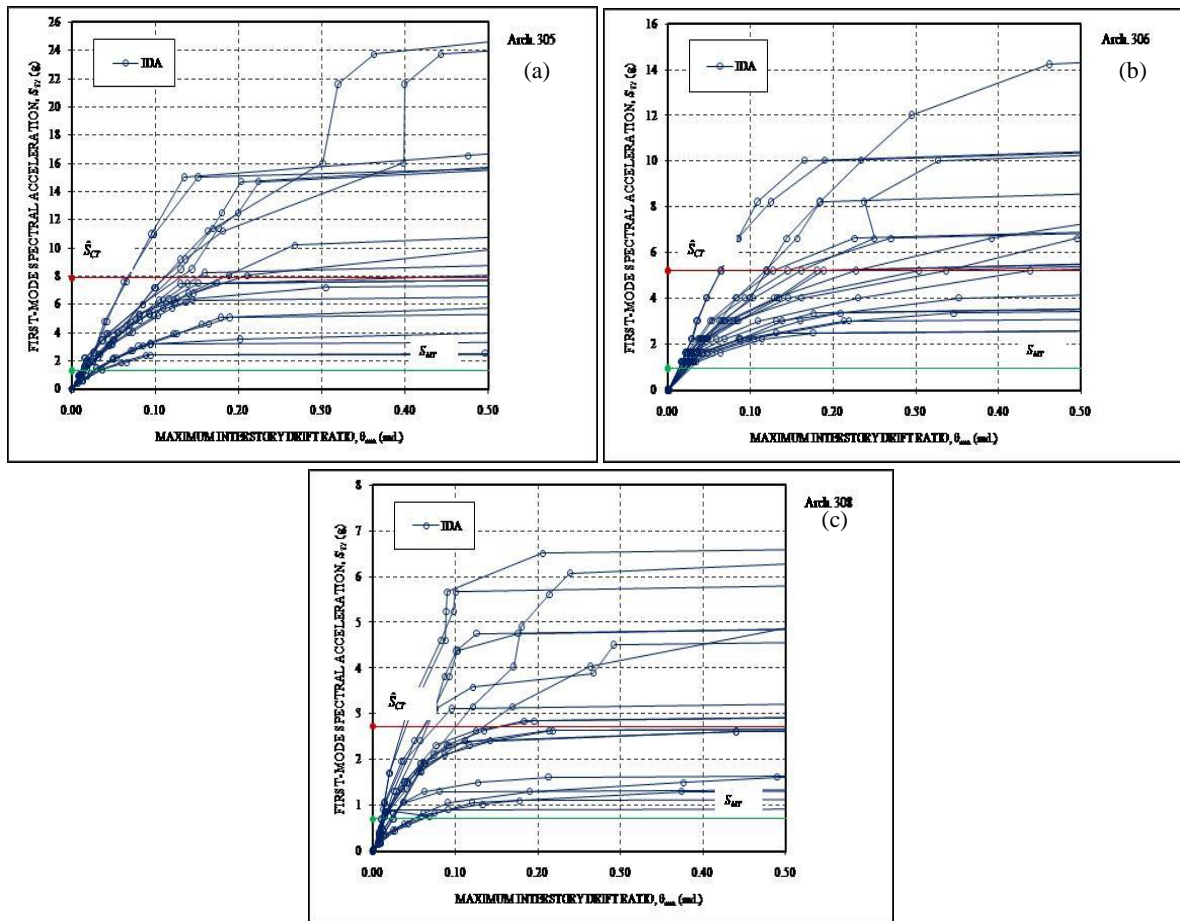 Arch. 305
(a)
IDA
FIRST-MODE SPECTRAL ACCELERATION, S_T1 (g)
26
24
22
20
18
16
14
12
10
8
6
4
2
0
Ŝ_CT
S_MT
0.00 0.10 0.20 0.30 0.40 0.50
MAXIMUM INTERSTORY DRIFT RATIO, θ_max (rad.)
Arch. 306
(b)
IDA
FIRST-MODE SPECTRAL ACCELERATION, S_T1 (g)
16
14
12
10
8
6
4
2
0
Ŝ_CT
S_MT
0.00 0.10 0.20 0.30 0.40 0.50
MAXIMUM INTERSTORY DRIFT RATIO, θ_max (rad.)
Arch. 308
(c)
IDA
FIRST-MODE SPECTRAL ACCELERATION, S_T1 (g)
8
7
6
5
4
3
2
1
0
Ŝ_CT
S_MT
0.00 0.10 0.20 0.30 0.40 0.50
MAXIMUM INTERSTORY DRIFT RATIO, θ_max (rad.)